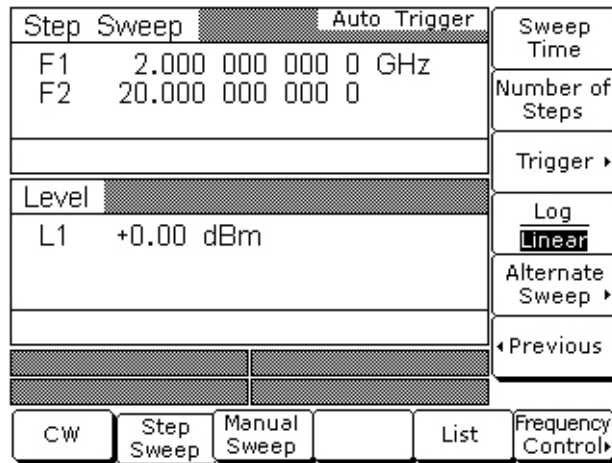 Step Sweep
Auto Trigger
F1 2.000 000 000 0 GHz
F2 20.000 000 000 0
Level
L1 +0.00 dBm
Sweep
Time
Number of
Steps
Trigger
Log
Linear
Alternate
Sweep
Previous
CW
Step
Sweep
Manual
Sweep
List
Frequency
Control